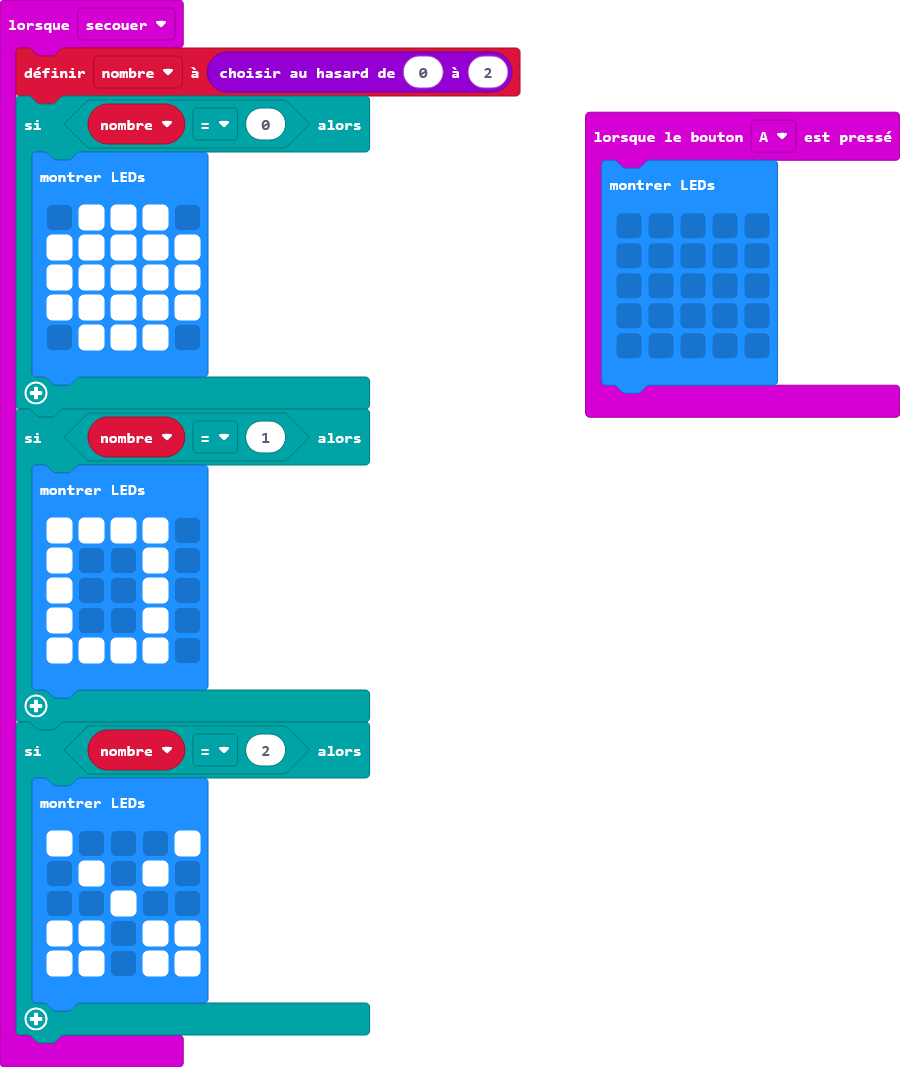 lorsque secouer
définir nombre à choisir au hasard de 0 à 2
si nombre = 0 alors
montrer LEDs
si nombre = 1 alors
montrer LEDs
si nombre = 2 alors
montrer LEDs
lorsque le bouton A est pressé
montrer LEDs